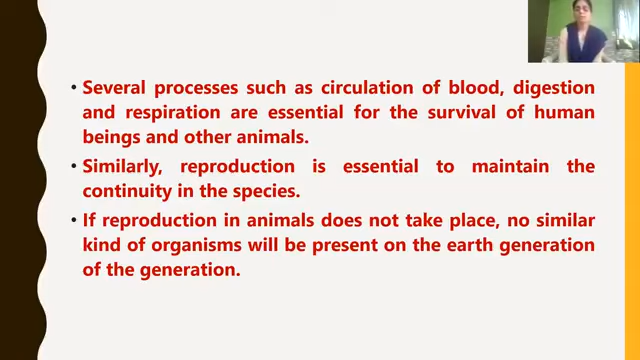 • Several processes such as circulation of blood, digestion
and respiration are essential for the survival of human
beings and other animals.
• Similarly, reproduction is essential to maintain the
continuity in the species.
• If reproduction in animals does not take place, no similar
kind of organisms will be present on the earth generation
of the generation.